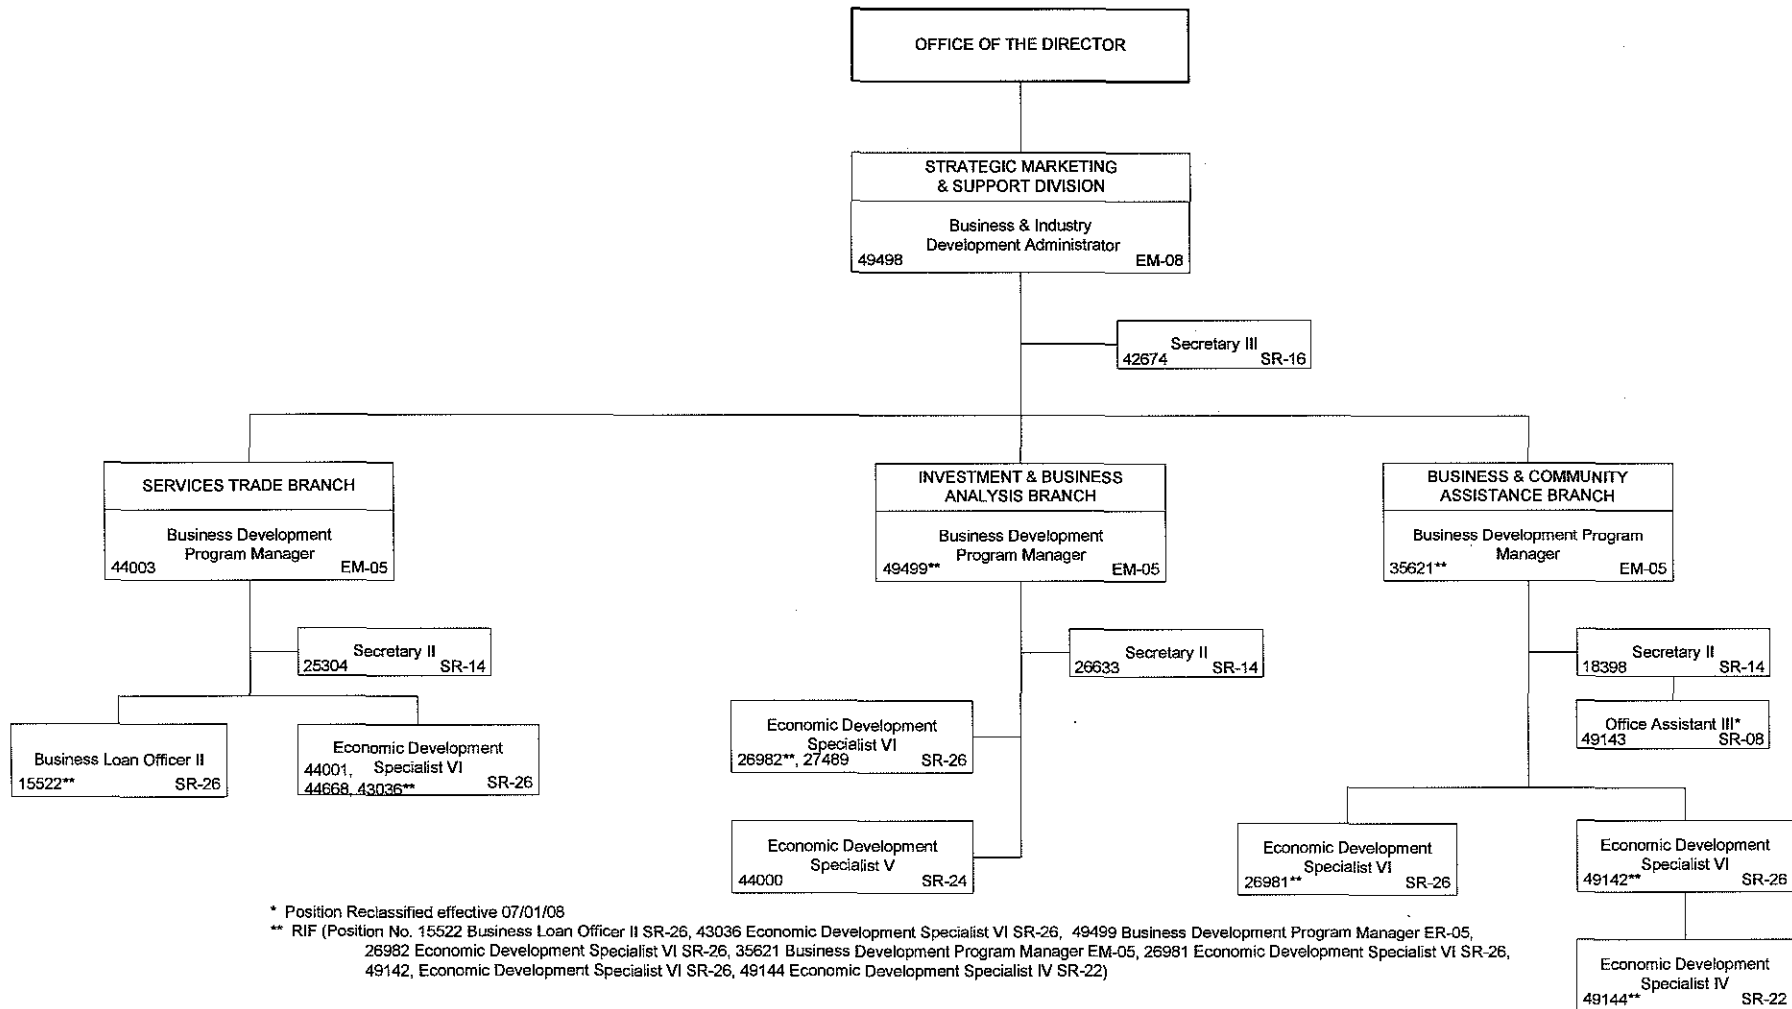 OFFICE OF THE DIRECTOR
STRATEGIC MARKETING
& SUPPORT DIVISION
Business & Industry
Development Administrator
49498 EM-08
Secretary III
42674 SR-16
SERVICES TRADE BRANCH
Business Development
Program Manager
44003 EM-05
INVESTMENT & BUSINESS
ANALYSIS BRANCH
Business Development
Program Manager
49499** EM-05
BUSINESS & COMMUNITY
ASSISTANCE BRANCH
Business Development Program
Manager
35621** EM-05
Secretary II
25304 SR-14
Business Loan Officer II
15522** SR-26
Economic Development
44001, Specialist VI
44668, 43036** SR-26
Secretary II
26633 SR-14
Economic Development
Specialist VI
26982**, 27489 SR-26
Economic Development
Specialist V
44000 SR-24
Secretary II
18398 SR-14
Office Assistant III*
49143 SR-08
Economic Development
Specialist VI
26981** SR-26
Economic Development
Specialist VI
49142** SR-26
Economic Development
Specialist IV
49144** SR-22
* Position Reclassified effective 07/01/08
** RIF (Position No. 15522 Business Loan Officer II SR-26, 43036 Economic Development Specialist VI SR-26, 49499 Business Development Program Manager ER-05,
26982 Economic Development Specialist VI SR-26, 35621 Business Development Program Manager EM-05, 26981 Economic Development Specialist VI SR-26,
49142, Economic Development Specialist VI SR-26, 49144 Economic Development Specialist IV SR-22)